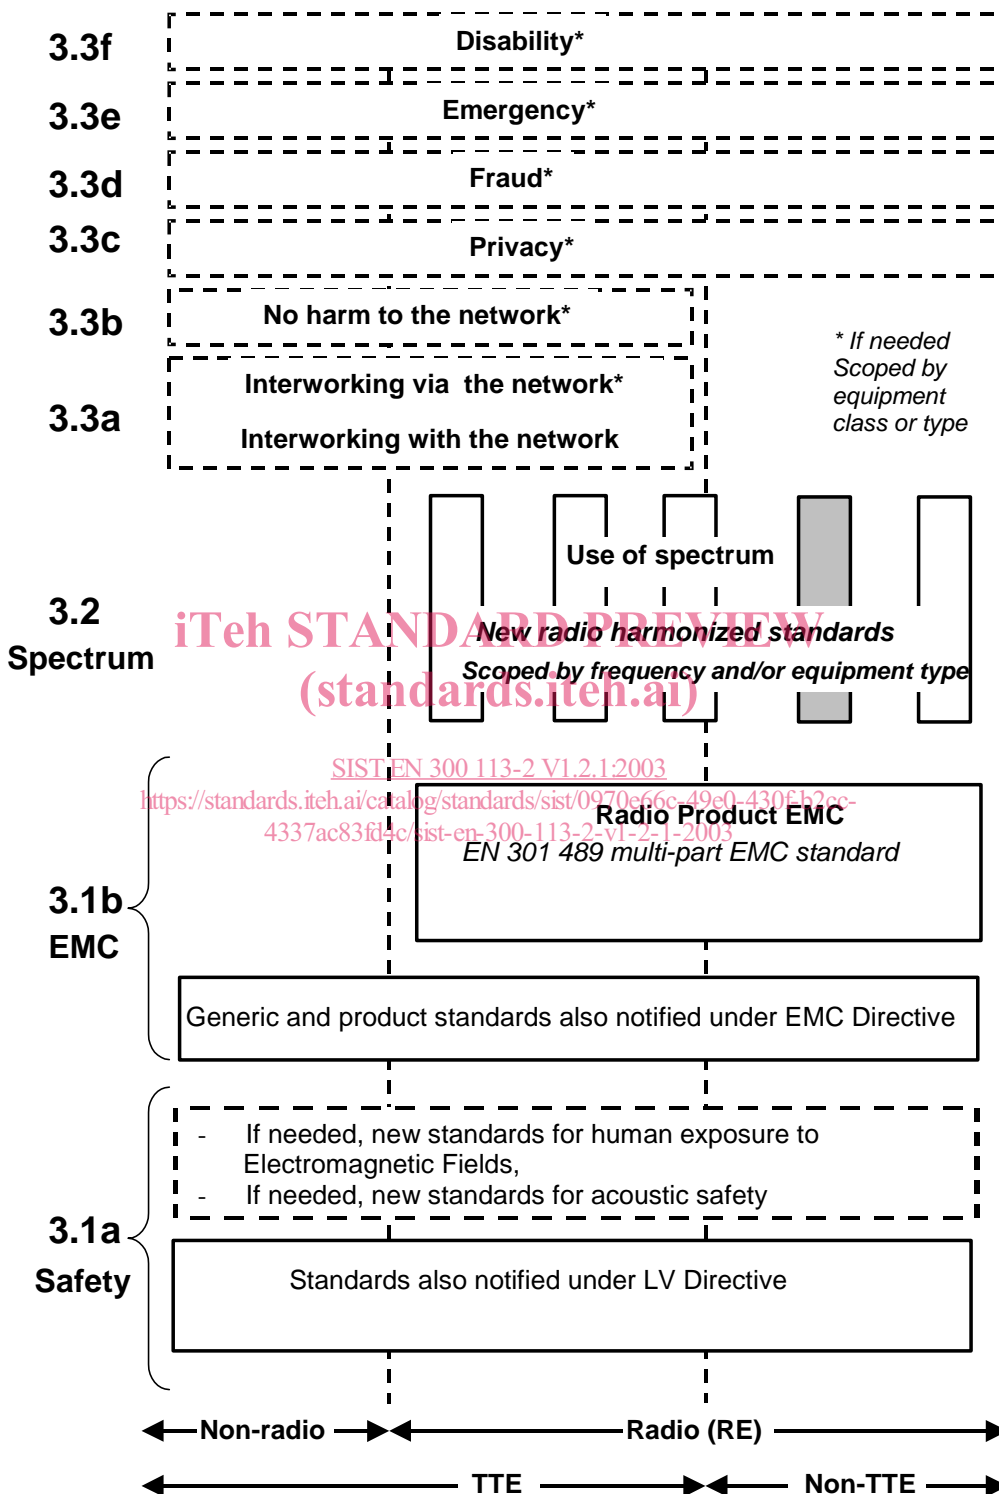 3.3f
Disability*
3.3e
Emergency*
3.3d
Fraud*
3.3c
Privacy*
3.3b
No harm to the network*
3.3a
Interworking via the network*
Interworking with the network
* If needed
Scoped by
equipment
class or type
3.2
Spectrum
Use of spectrum
New radio harmonized standards
Scoped by frequency and/or equipment type
iTeh STANDARD PREVIEW
(standards.iteh.ai)
SIST EN 300 113-2 V1.2.1:2003
https://standards.iteh.ai/catalog/standards/sist/0970e66c-49e0-430f-b2cc-
4337ac83fd4c/sist-en-300-113-2-v1-2-1-2003
3.1b
EMC
Radio Product EMC
EN 301 489 multi-part EMC standard
Generic and product standards also notified under EMC Directive
3.1a
Safety
- If needed, new standards for human exposure to
Electromagnetic Fields,
- If needed, new standards for acoustic safety
Standards also notified under LV Directive
Non-radio
Radio (RE)
TTE
Non-TTE